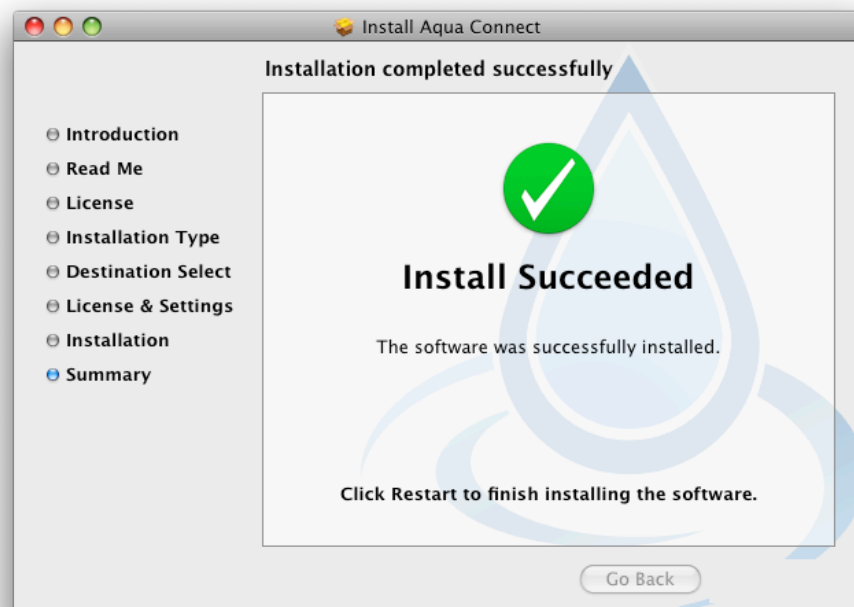 Install Aqua Connect
Installation completed successfully
Introduction
Read Me
License
Installation Type
Destination Select
License & Settings
Installation
Summary
Install Succeeded
The software was successfully installed.
Click Restart to finish installing the software.
Go Back